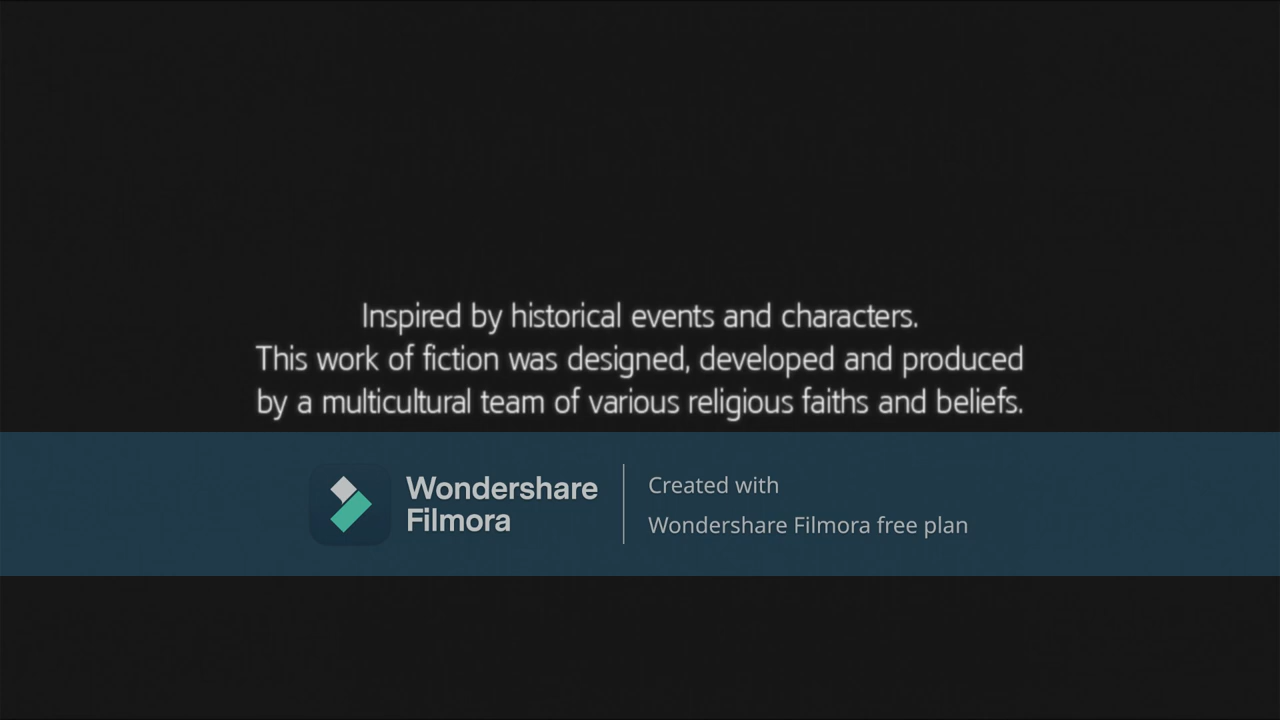 Inspired by historical events and characters.
This work of fiction was designed, developed and produced
by a multicultural team of various religious faiths and beliefs.
Wondershare
Filmora
Created with
Wondershare Filmora free plan